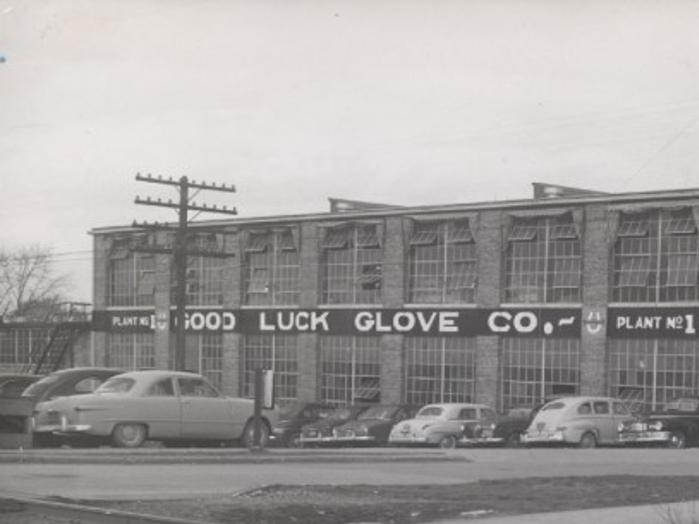 PLANT No 1 GOOD LUCK GLOVE CO. ~ PLANT No 1